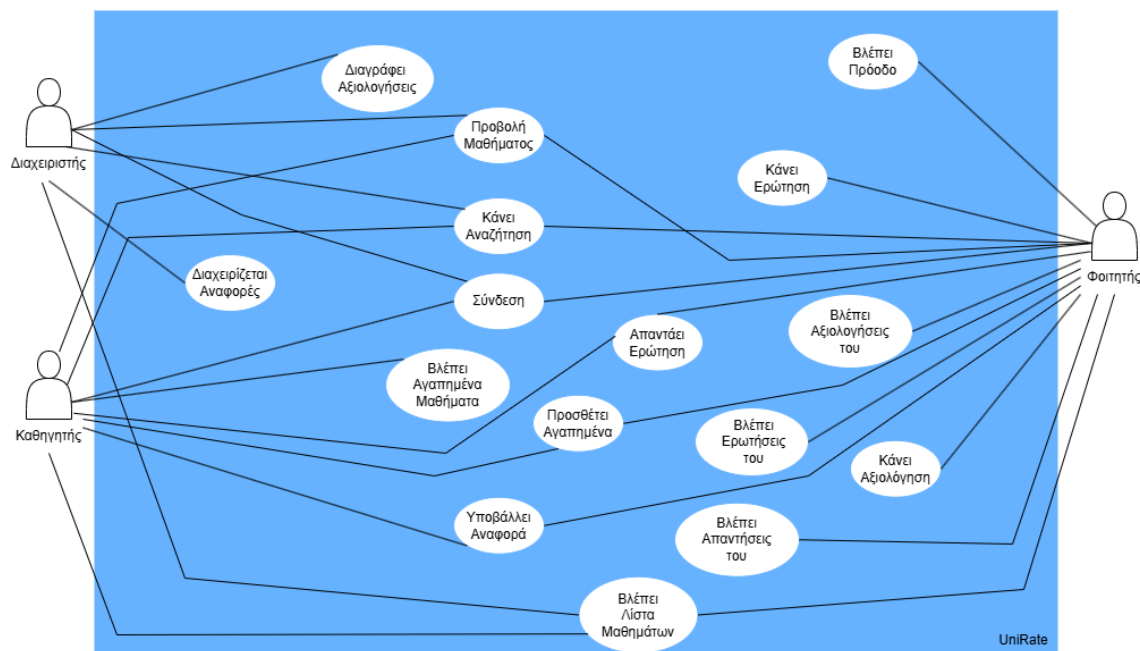 Βλέπει
Πρόοδο
Διαγράφει
Αξιολογήσεις
Προβολή
Μαθήματος
Διαχειριστής
Κάνει
Ερώτηση
Κάνει
Αναζήτηση
Διαχειρίζεται
Αναφορές
Φοιτητής
Σύνδεση
Βλέπει
Αξιολογήσεις
του
Απαντάει
Ερώτηση
Βλέπει
Αγαπημένα
Μαθήματα
Καθηγητής
Προσθέτει
Αγαπημένα
Βλέπει
Ερωτήσεις
του
Κάνει
Αξιολόγηση
Υποβάλλει
Αναφορά
Βλέπει
Απαντήσεις
του
Βλέπει
Λίστα
Μαθημάτων
UniRate